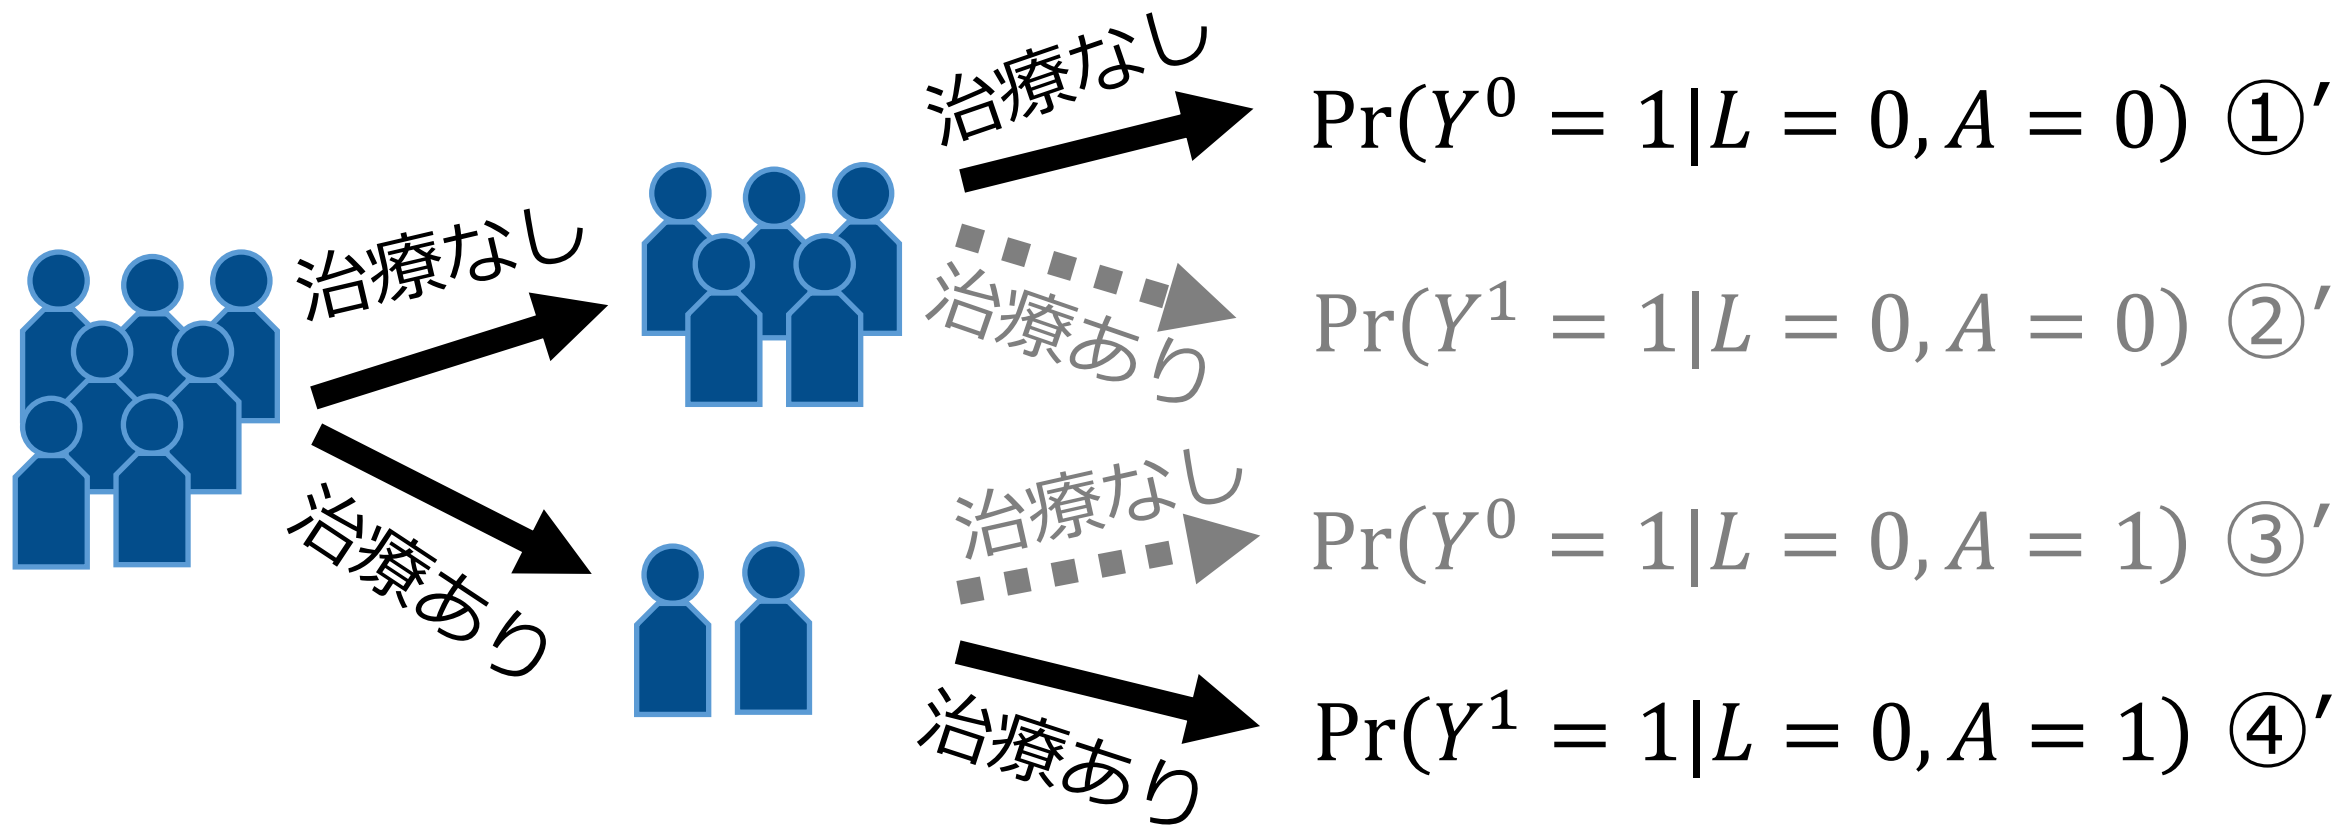 治療なし
治療あり
治療なし
Pr(𝑌⁰ = 1|𝐿 = 0, 𝐴 = 0) ①′
治療あり
Pr(𝑌¹ = 1|𝐿 = 0, 𝐴 = 0) ②′
治療なし
Pr(𝑌⁰ = 1|𝐿 = 0, 𝐴 = 1) ③′
治療あり
Pr(𝑌¹ = 1|𝐿 = 0, 𝐴 = 1) ④′